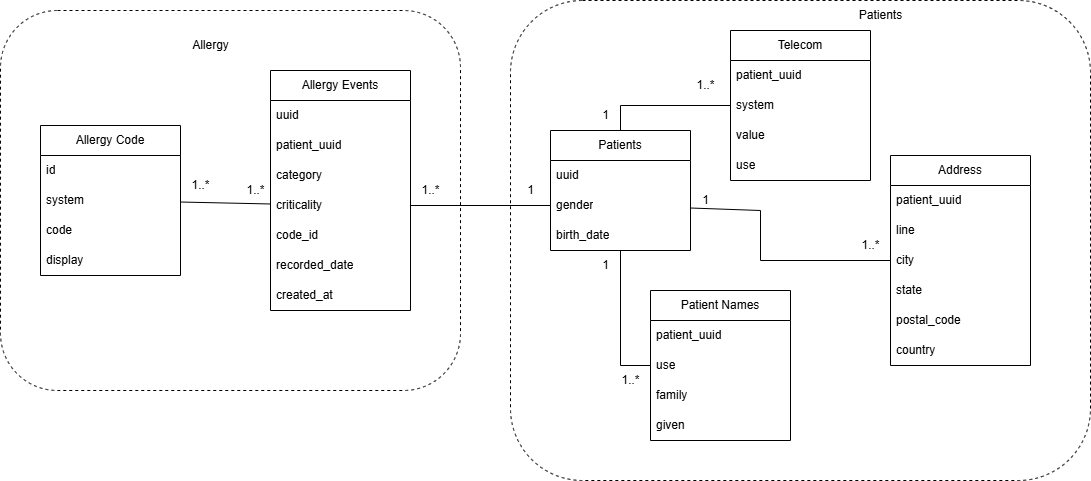 Allergy
Allergy Code
id
system
code
display
1..*
1..*
Allergy Events
uuid
patient_uuid
category
criticality
code_id
recorded_date
created_at
1..*
1
Patients
Patients
uuid
gender
birth_date
1
1..*
Telecom
patient_uuid
system
value
use
1
1..*
Address
patient_uuid
line
city
state
postal_code
country
1
1..*
Patient Names
patient_uuid
use
family
given